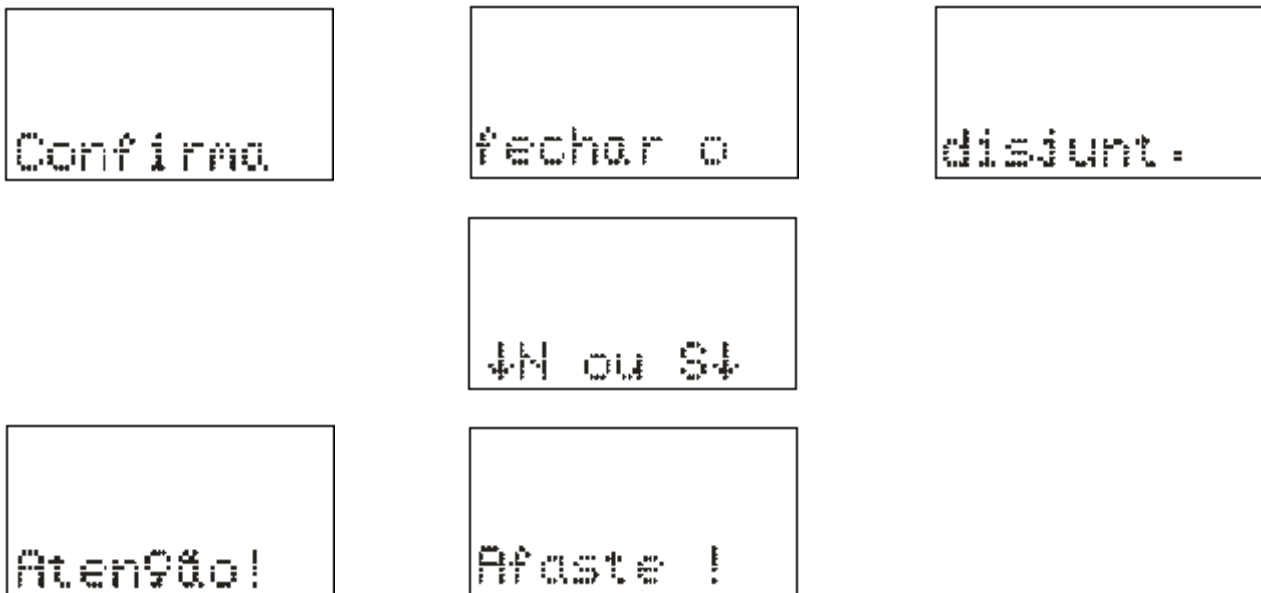 Confirma
fechar o
disjunt.
↓N ou S↓
Atenção!
Afaste !